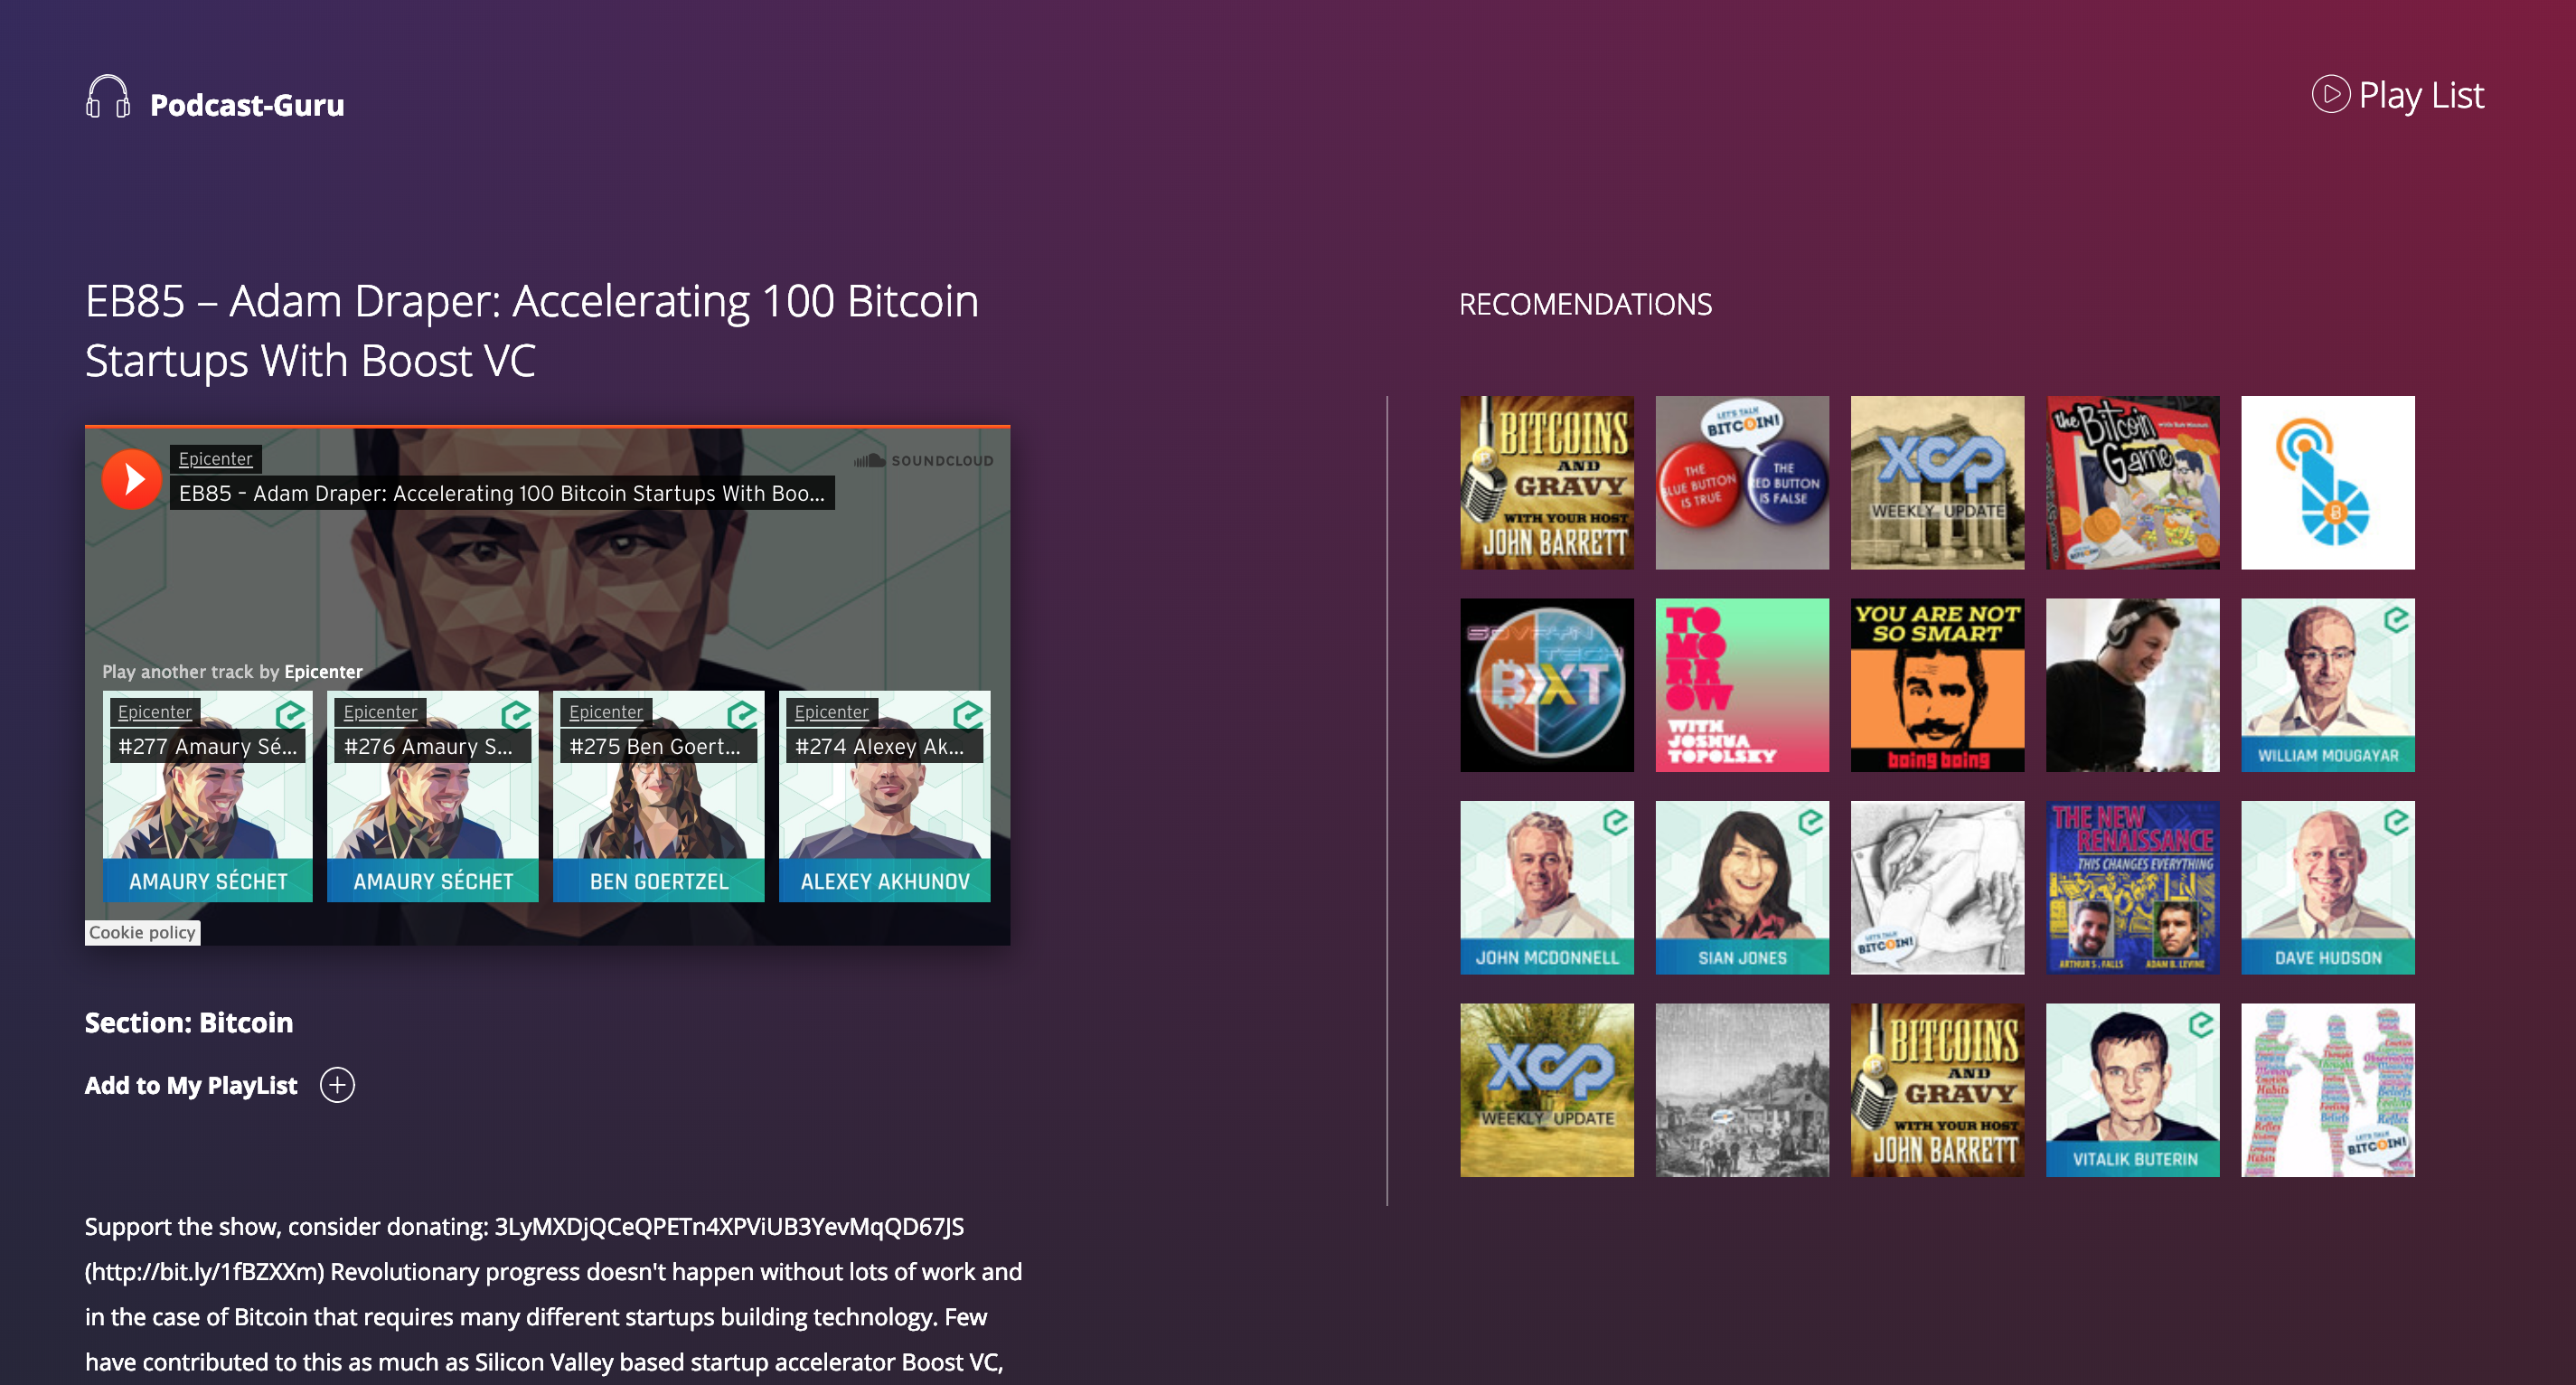 Podcast-Guru
Play List
EB85 – Adam Draper: Accelerating 100 Bitcoin
Startups With Boost VC
Epicenter
SOUNDCLOUD
EB85 - Adam Draper: Accelerating 100 Bitcoin Startups With Boo...
Play another track by Epicenter
Epicenter
#277 Amaury Sé...
AMAURY SÉCHET
Epicenter
#276 Amaury S...
AMAURY SÉCHET
Epicenter
#275 Ben Goert...
BEN GOERTZEL
Epicenter
#274 Alexey Ak...
ALEXEY AKHUNOV
Cookie policy
Section: Bitcoin
Add to My PlayList
Support the show, consider donating: 3LyMXDjQCeQPETn4XPViUB3YevMqQD67JS
(http://bit.ly/1fBZXXm) Revolutionary progress doesn't happen without lots of work and
in the case of Bitcoin that requires many different startups building technology. Few
have contributed to this as much as Silicon Valley based startup accelerator Boost VC,
RECOMENDATIONS
BITCOINS
AND
GRAVY
WITH YOUR HOST
JOHN BARRETT
LET'S TALK
BITCOIN!
THE
BLUE BUTTON
IS TRUE
THE
RED BUTTON
IS FALSE
XCP
WEEKLY UPDATE
the Bitcoin
Game
SOVRYN
TECH
BXT
TO
MO
RR
OW
WITH
JOSHUA
TOPOLSKY
YOU ARE NOT
SO SMART
boing boing
WILLIAM MOUGAYAR
JOHN MCDONNELL
SIAN JONES
LET'S TALK
BITCOIN!
THE NEW
RENAISSANCE
THIS CHANGES EVERYTHING
ARTHUR S. FALLS
ADAM B. LEVINE
DAVE HUDSON
XCP
WEEKLY UPDATE
BITCOINS
AND
GRAVY
WITH YOUR HOST
JOHN BARRETT
VITALIK BUTERIN
LET'S TALK
BITCOIN!